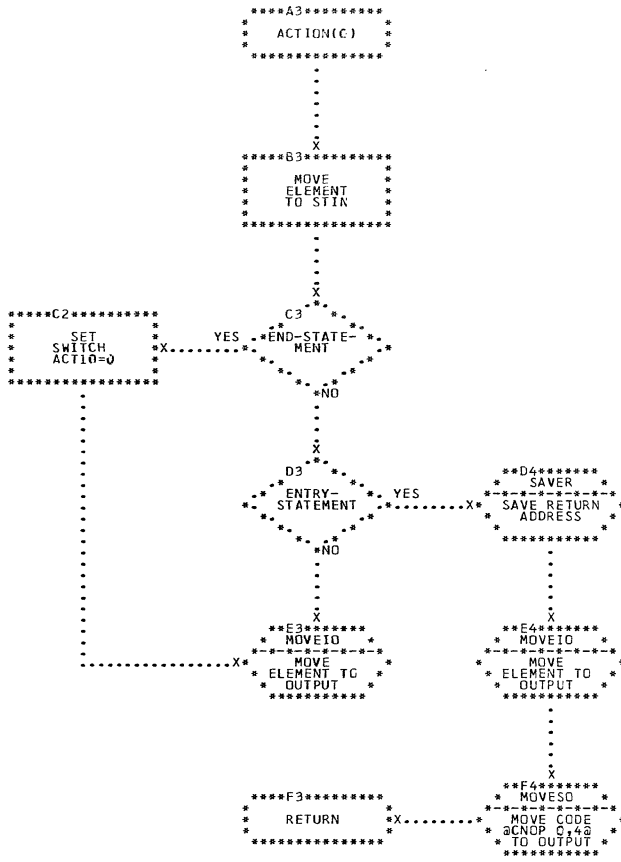 A3
ACTION(G)
B3
MOVE
ELEMENT
TO STIN
C2
SET
SWITCH
ACT10=0
YES
C3
END-STATE-
MENT
NO
D3
ENTRY-
STATEMENT
YES
NO
D4
SAVER
SAVE RETURN
ADDRESS
E3
MOVEIO
MOVE
ELEMENT TO
OUTPUT
E4
MOVEIO
MOVE
ELEMENT TO
OUTPUT
F3
RETURN
F4
MOVESO
MOVE CODE
@CNOP 0,4@
TO OUTPUT